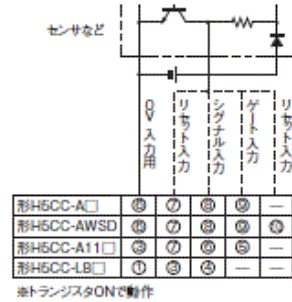 センサなど
0V入力用
リセット入力
シグナル入力
ゲート入力
リセット入力
形H5CC-A□ ⑥ ⑦ ⑧ ⑨ —
形H5CC-AWSD ⑥ ⑦ ⑧ ⑨ ⑩
形H5CC-A11□ ③ ⑦ ⑥ ⑤ —
形H5CC-LB□ ① ③ ④ — —
※トランジスタONで動作